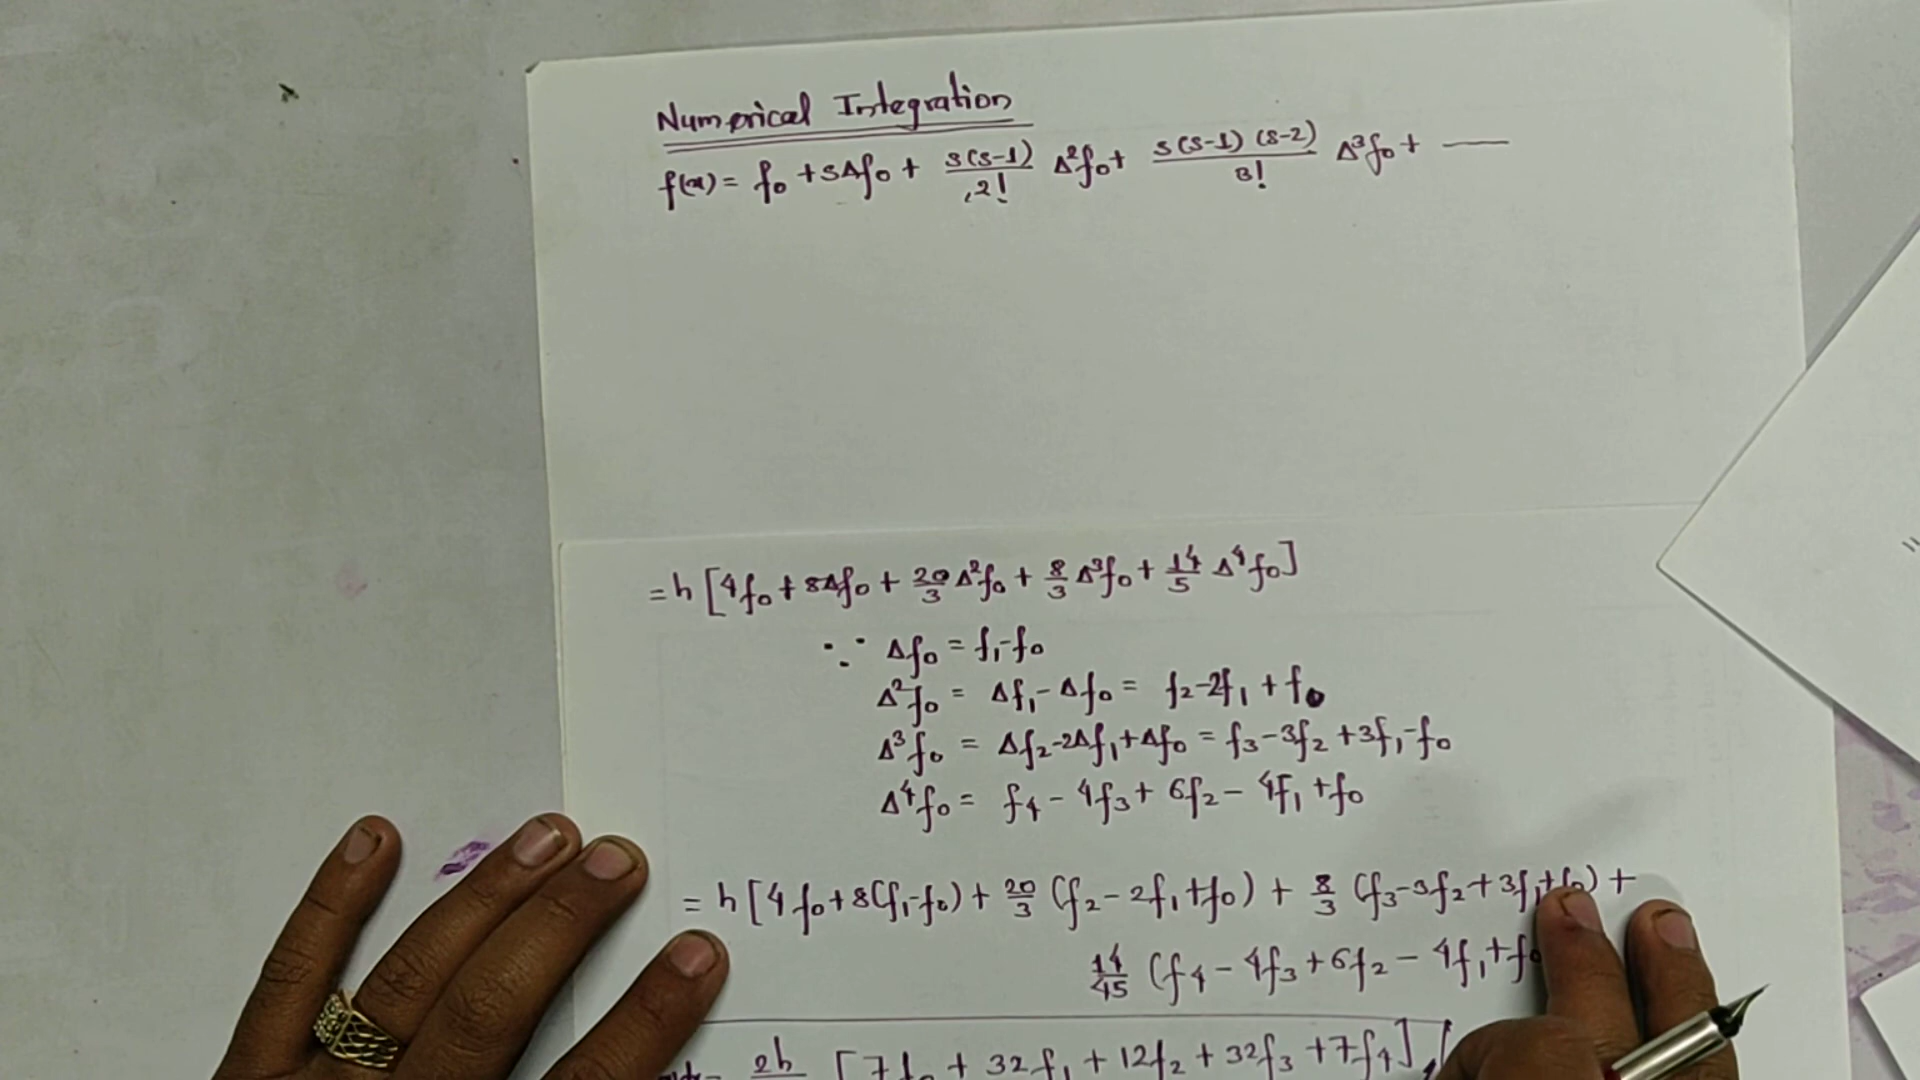 Numerical Integration
f(x) = f₀ + sΔf₀ + s(s-1)/2! Δ²f₀ + s(s-1)(s-2)/3! Δ³f₀ + —
= h [4f₀ + 8Δf₀ + 20/3 Δ²f₀ + 8/3 Δ³f₀ + 14/5 Δ⁴f₀]
∵ Δf₀ = f₁-f₀
Δ²f₀ = Δf₁ - Δf₀ = f₂-2f₁ + f₀
Δ³f₀ = Δf₂-2Δf₁+Δf₀ = f₃-3f₂+3f₁-f₀
Δ⁴f₀ = f₄ - 4f₃ + 6f₂ - 4f₁ + f₀
= h [4f₀+8(f₁-f₀) + 20/3 (f₂-2f₁+f₀) + 8/3 (f₃-3f₂+3f₁+f₀) +
14/45 (f₄-4f₃+6f₂-4f₁+f
2h [7f₀ + 32f₁ + 12f₂ + 32f₃ + 7f₄]